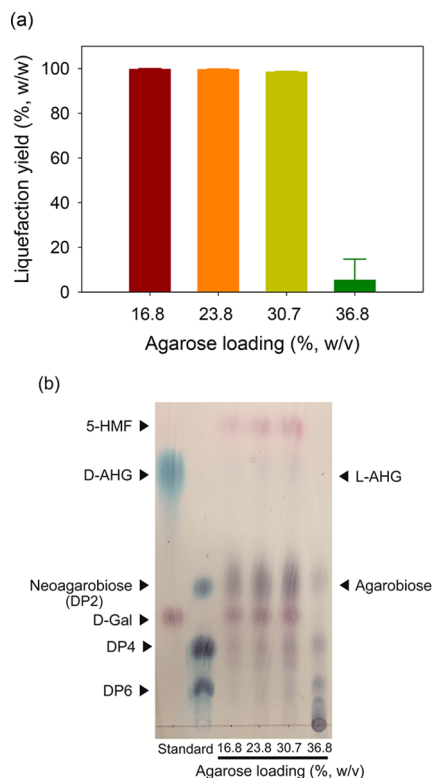 (a)
Liquefaction yield (%, w/w)
100
80
60
40
20
0
16.8 23.8 30.7 36.8
Agarose loading (%, w/v)
(b)
5-HMF
D-AHG
L-AHG
Neoagarobiose
(DP2)
Agarobiose
D-Gal
DP4
DP6
Standard 16.8 23.8 30.7 36.8
Agarose loading (%, w/v)